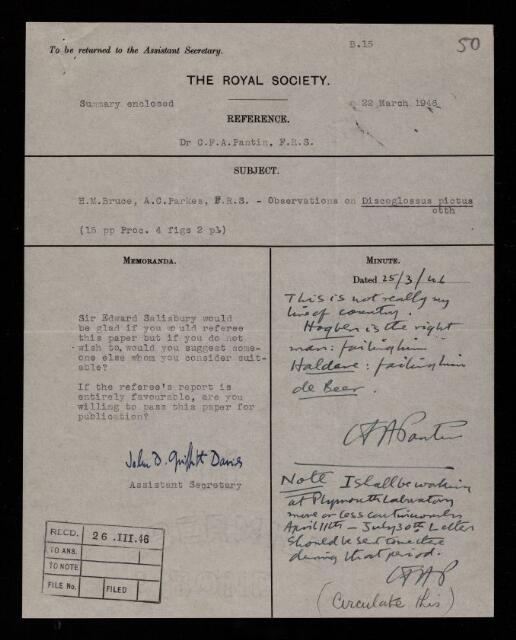 To be returned to the Assistant Secretary.
B.15
50
THE ROYAL SOCIETY.
Summary enclosed
22 March 1946
REFERENCE.
Dr C.F.A.Pantin, F.R.S.
SUBJECT.
H.M.Bruce, A.C.Parkes, F.R.S. - Observations on Discoglossus pictus
otth
(15 pp Proc. 4 figs 2 pl)
MEMORANDA.
Sir Edward Salisbury would
be glad if you would referee
this paper but if you do not
wish to, would you suggest some-
one else whom you consider suit-
able?
If the referee's report is
entirely favourable, are you
willing to pass this paper for
publication?
John D. Griffith Davies
Assistant Secretary
RECD. 26 .III.46
TO ANS.
TO NOTE
FILE No. FILED
MINUTE.
Dated 25/3/46
This is not really my
line of country.
Hogben is the right
man: failing him
Haldane: failing him
de Beer.
CFAPantin
Note I shall be working
at Plymouth Laboratory
more or less continuously
April 11th - July 30th Letters
should be sent there
during that period.
CFAP
(Circulate this)